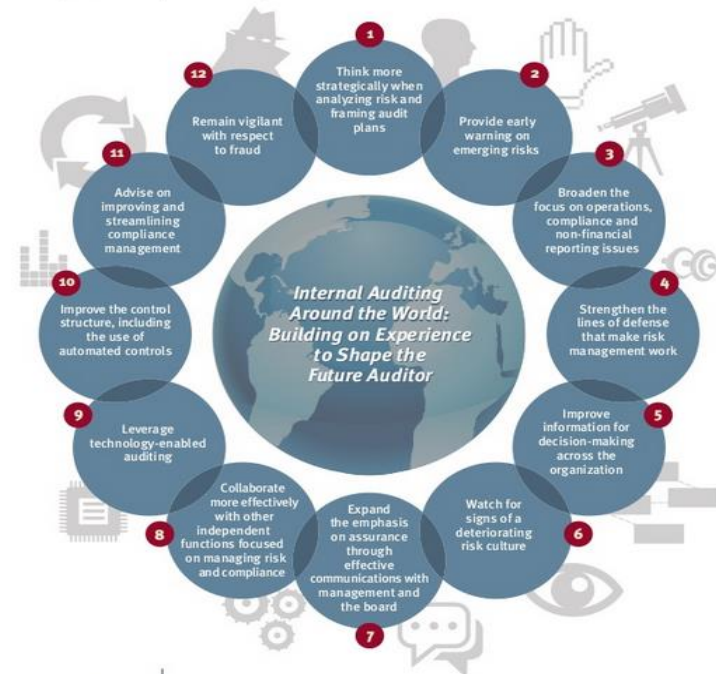 1
Think more
strategically when
analyzing risk and
framing audit
plans
2
Provide early
warning on
emerging risks
3
Broaden the
focus on operations,
compliance and
non-financial
reporting issues
4
Strengthen the
lines of defense
that make risk
management work
5
Improve
information for
decision-making
across the
organization
6
Watch for
signs of a
deteriorating
risk culture
7
Expand
the emphasis
on assurance
through
effective
communications with
management and
the board
8
Collaborate
more effectively
with other
independent
functions focused
on managing risk
and compliance
9
Leverage
technology-enabled
auditing
10
Improve the control
structure, including
the use of
automated controls
11
Advise on
improving and
streamlining
compliance
management
12
Remain vigilant
with respect
to fraud
Internal Auditing
Around the World:
Building on Experience
to Shape the
Future Auditor